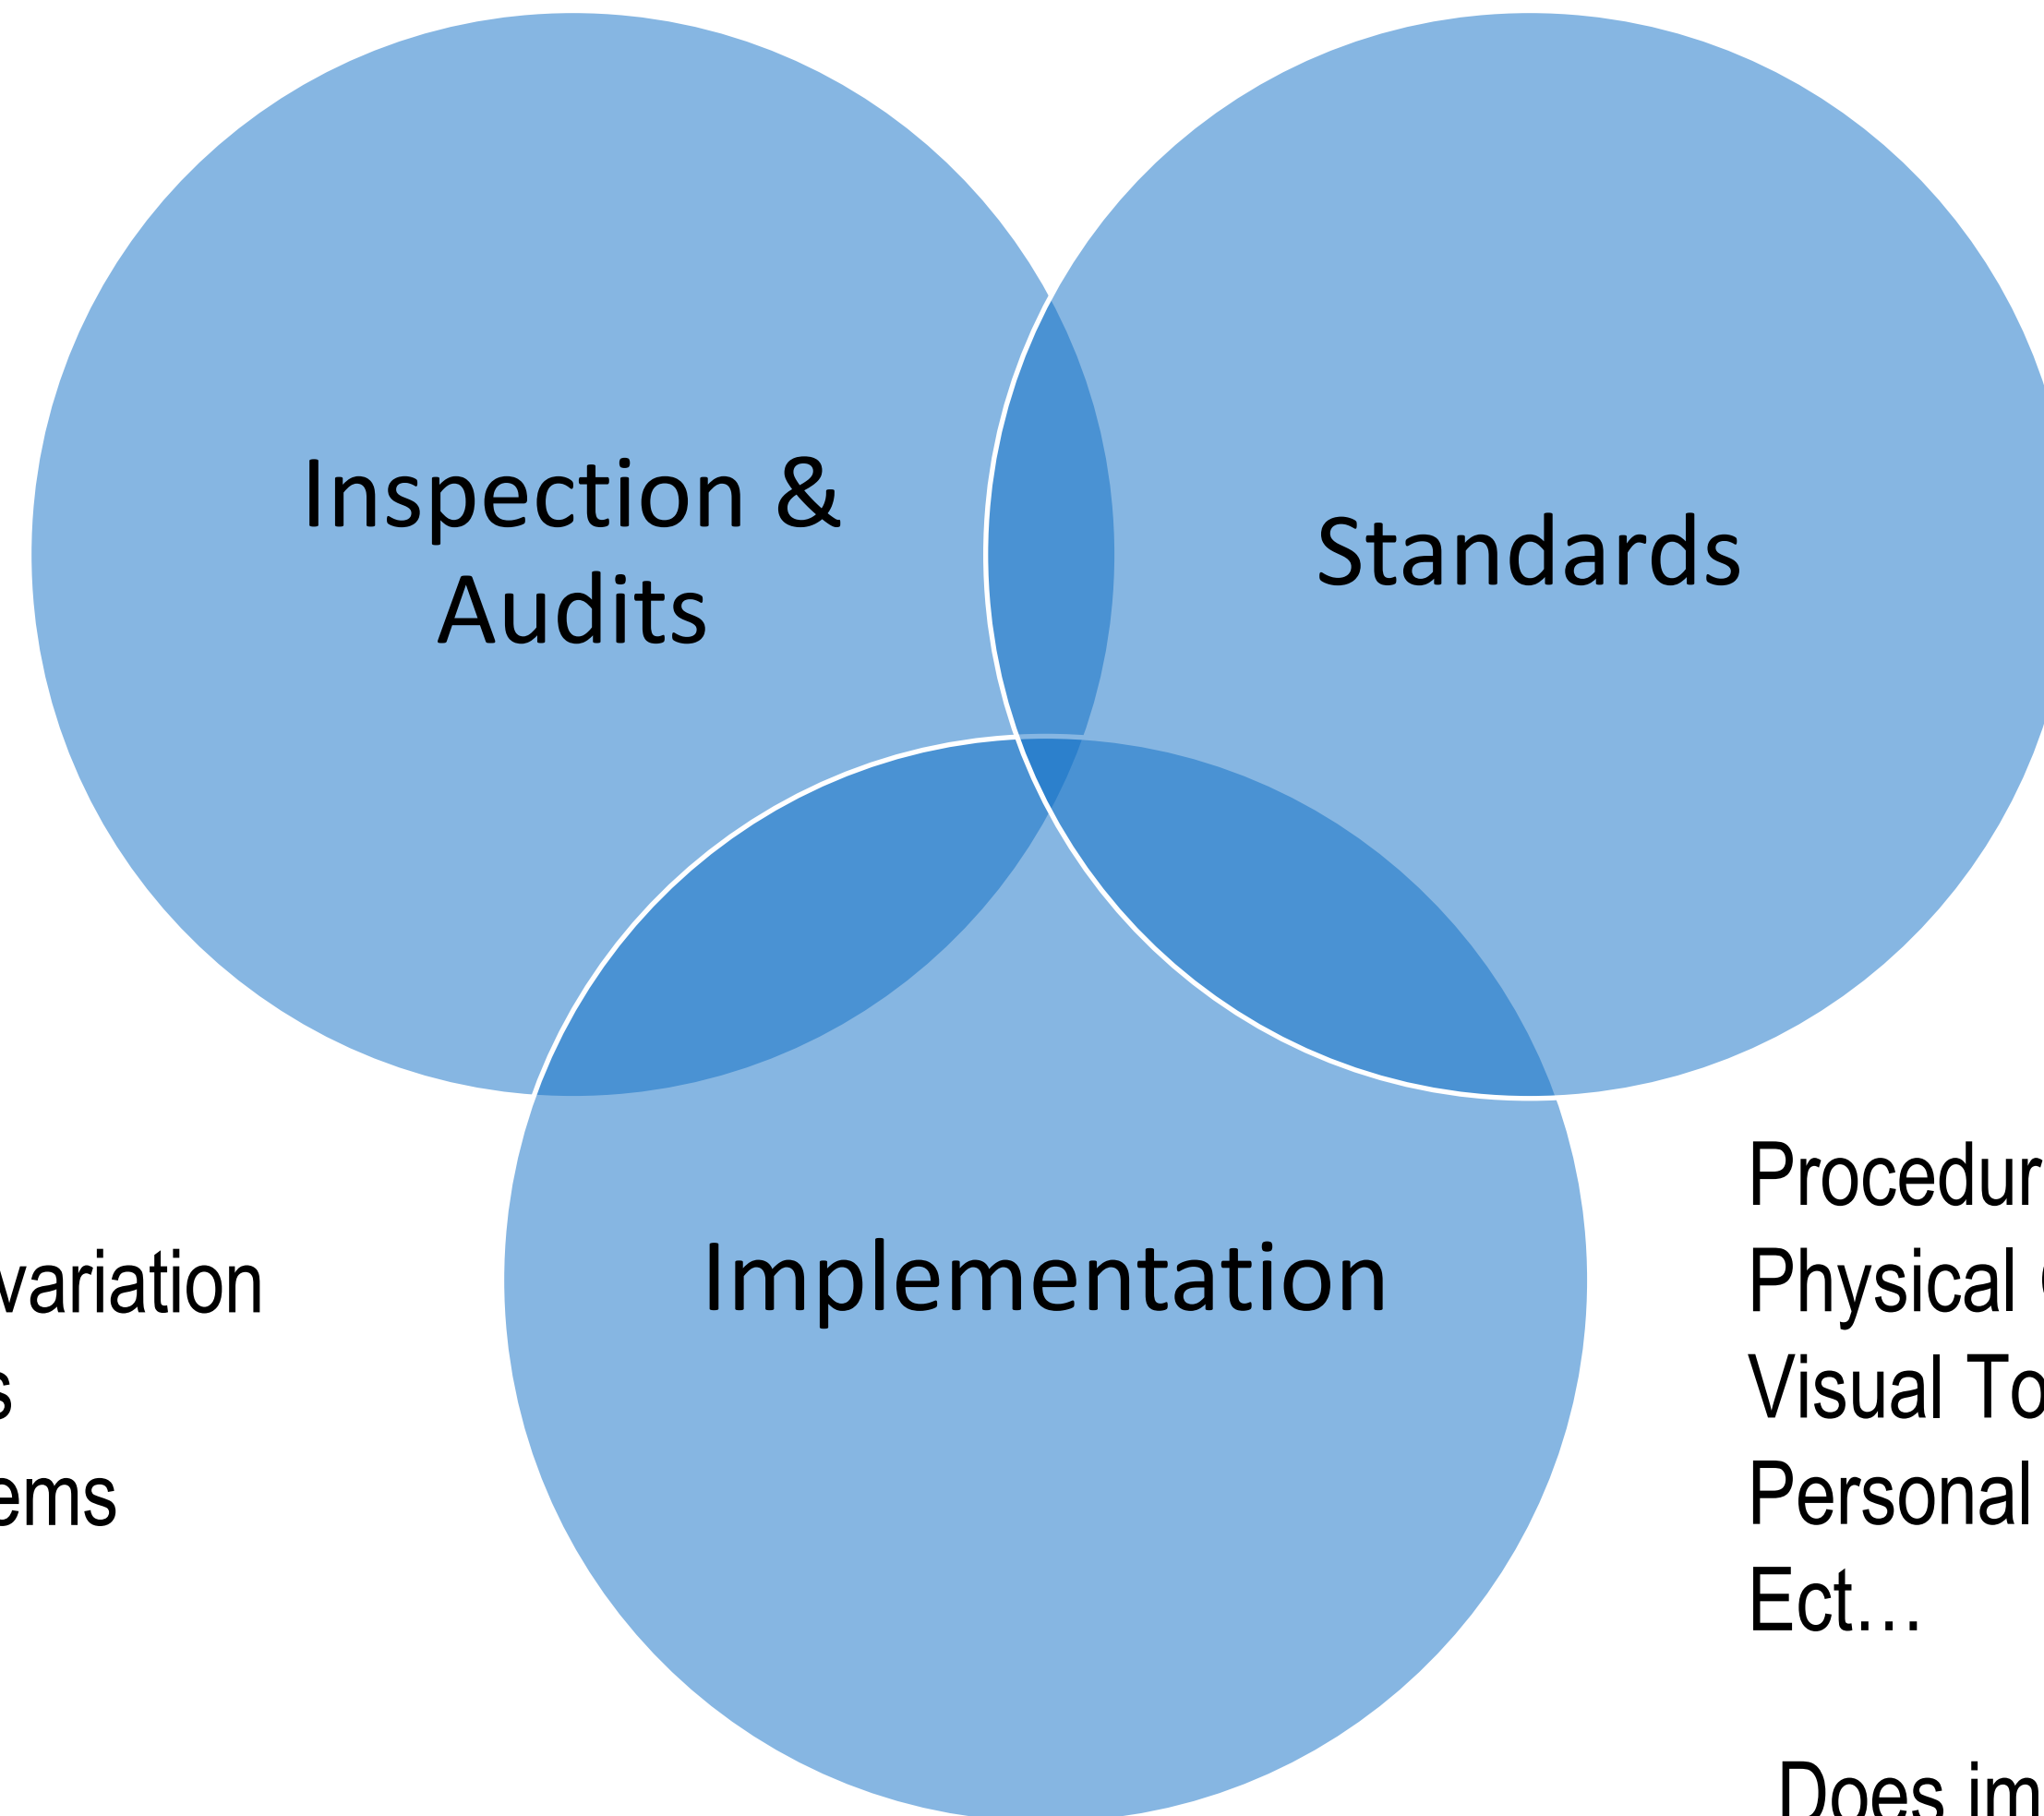 Inspection &
Audits
Standards
Implementation
Variation
s
ems
Procedur
Physical
Visual To
Personal
Ect...
Does im